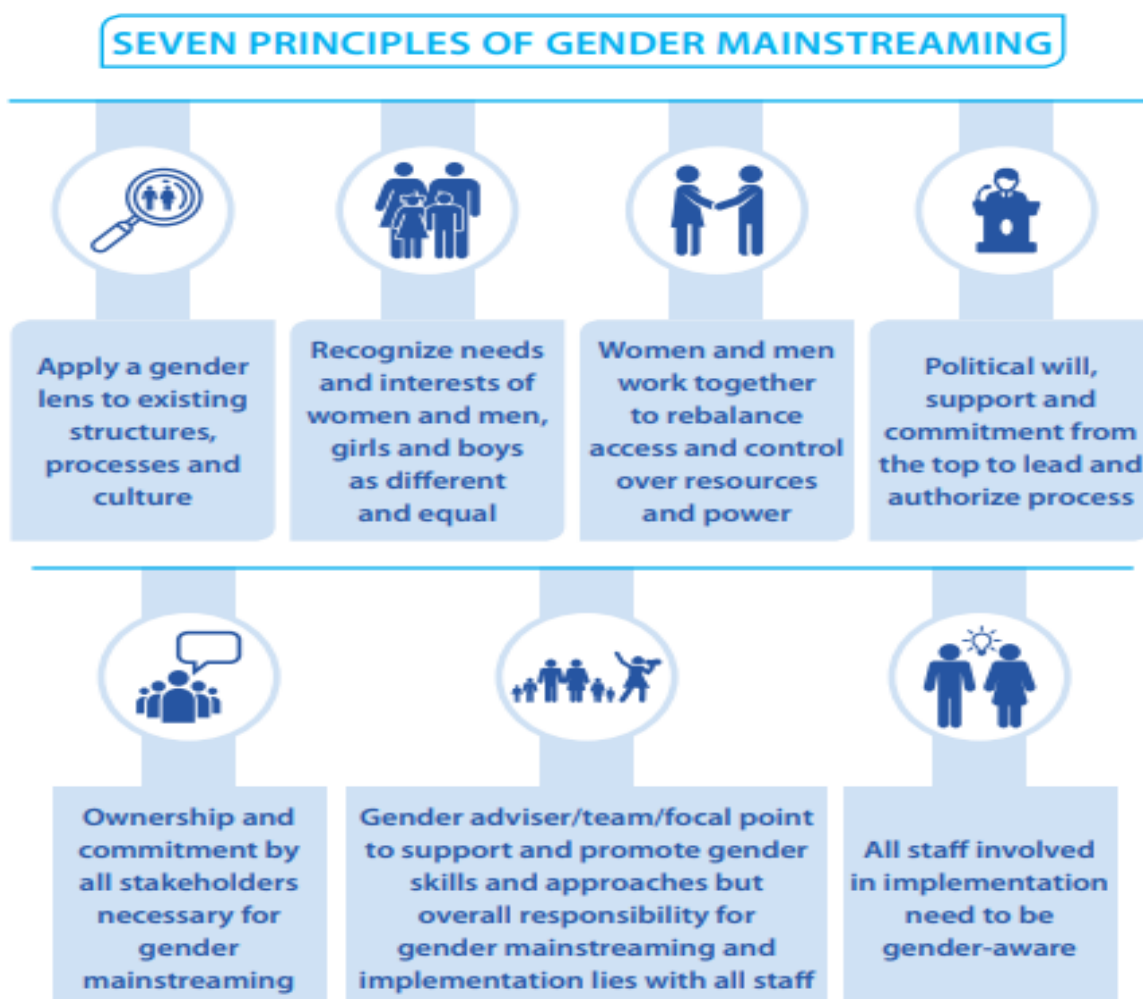 SEVEN PRINCIPLES OF GENDER MAINSTREAMING
Apply a gender
lens to existing
structures,
processes and
culture
Recognize needs
and interests of
women and men,
girls and boys
as different
and equal
Women and men
work together
to rebalance
access and control
over resources
and power
Political will,
support and
commitment from
the top to lead and
authorize process
Ownership and
commitment by
all stakeholders
necessary for
gender
mainstreaming
Gender adviser/team/focal point
to support and promote gender
skills and approaches but
overall responsibility for
gender mainstreaming and
implementation lies with all staff
All staff involved
in implementation
need to be
gender-aware